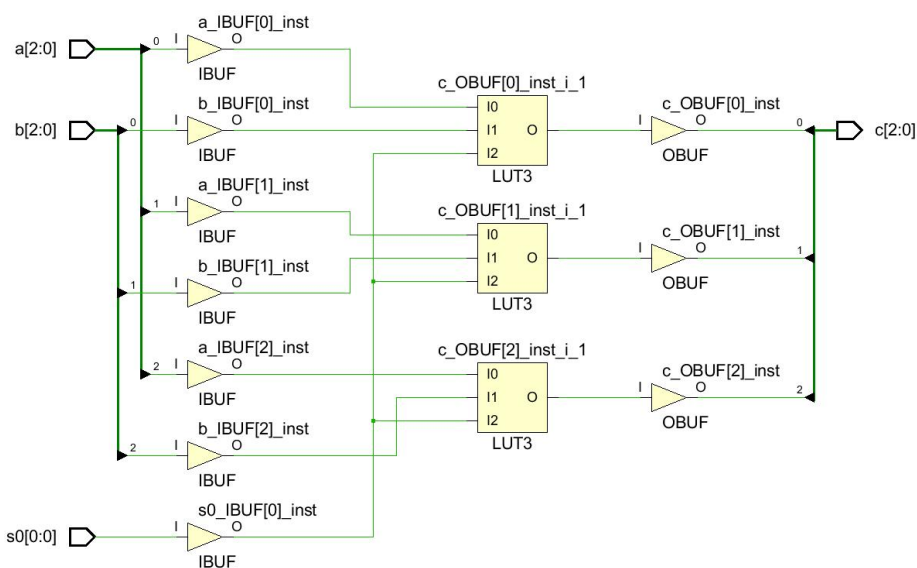 a_IBUF[0]_inst
a[2:0]
0
I
O
IBUF
c_OBUF[0]_inst_i_1
b_IBUF[0]_inst
b[2:0]
0
I
O
IBUF
I0
I1
I2
O
LUT3
c_OBUF[0]_inst
I
O
OBUF
0
c[2:0]
a_IBUF[1]_inst
1
I
O
IBUF
c_OBUF[1]_inst_i_1
I0
I1
I2
O
LUT3
c_OBUF[1]_inst
I
O
OBUF
1
b_IBUF[1]_inst
1
I
O
IBUF
a_IBUF[2]_inst
2
I
O
IBUF
c_OBUF[2]_inst_i_1
I0
I1
I2
O
LUT3
c_OBUF[2]_inst
I
O
OBUF
2
b_IBUF[2]_inst
2
I
O
IBUF
s0_IBUF[0]_inst
s0[0:0]
I
O
IBUF